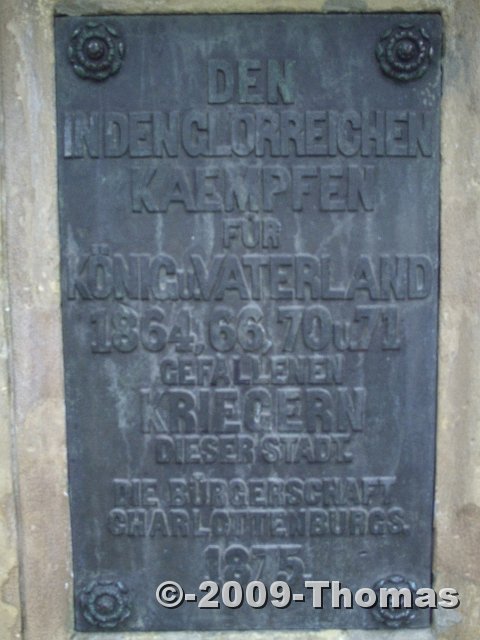 DEN
IN DEN GLORREICHEN
KAEMPFEN
FÜR
KÖNIG U. VATERLAND
1864, 66, 70 U. 71
GEFALLENEN
KRIEGERN
DIESER STADT.
DIE BÜRGERSCHAFT
CHARLOTTENBURGS.
1875.
©-2009-Thomas